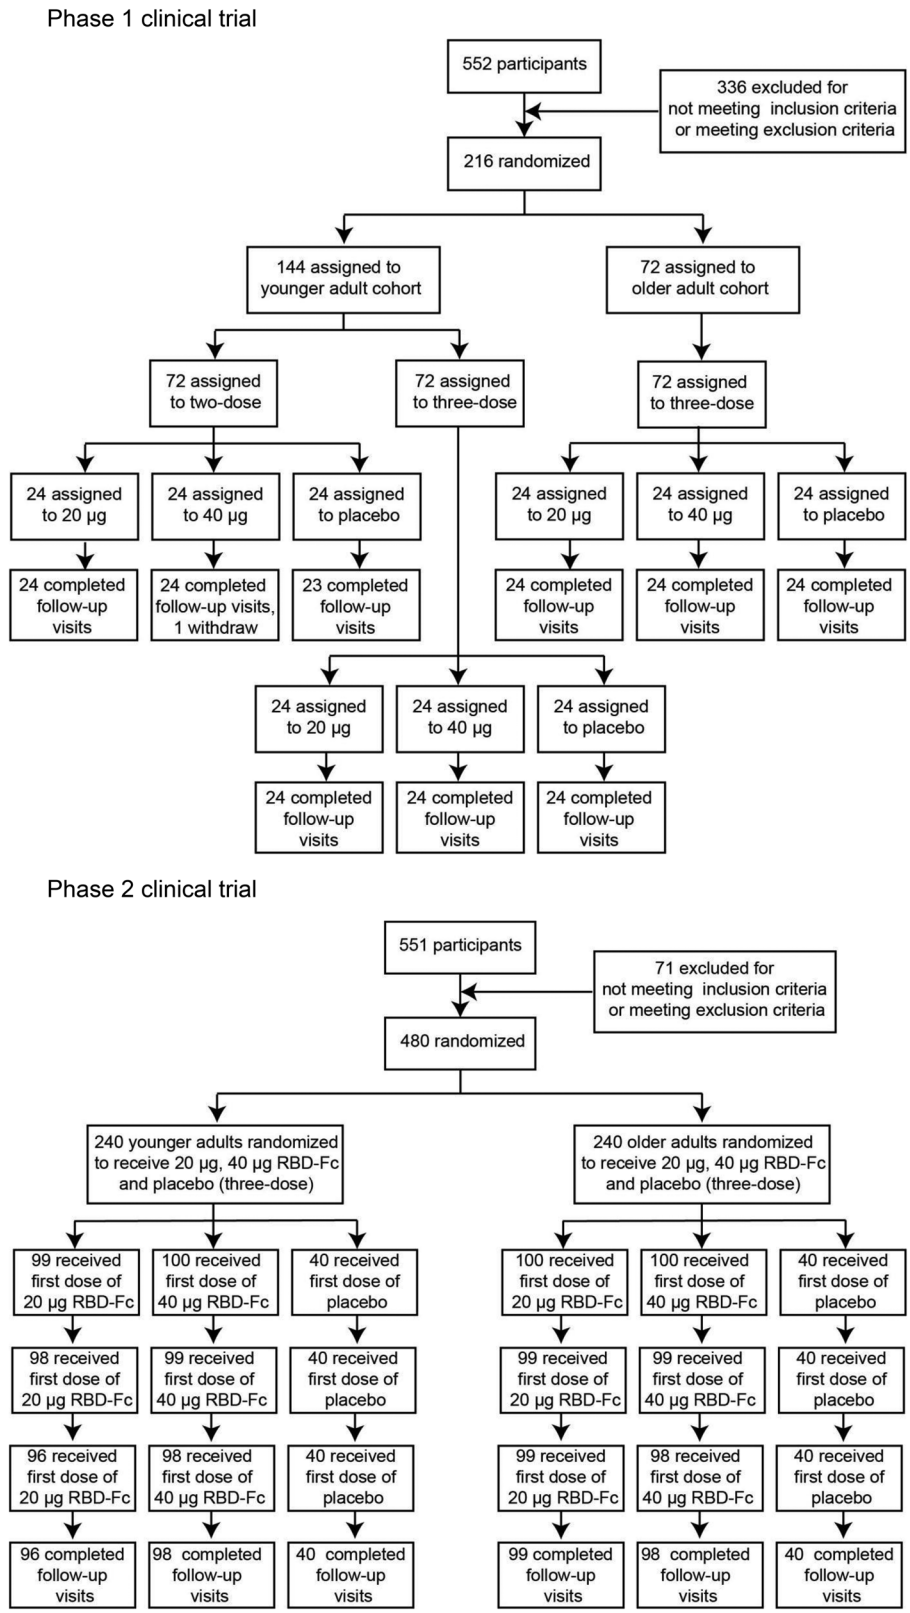 Phase 1 clinical trial
552 participants
336 excluded for
not meeting inclusion criteria
or meeting exclusion criteria
216 randomized
144 assigned to
younger adult cohort
72 assigned to
older adult cohort
72 assigned
to two-dose
72 assigned
to three-dose
72 assigned
to three-dose
24 assigned
to 20 µg
24 assigned
to 40 µg
24 assigned
to placebo
24 assigned
to 20 µg
24 assigned
to 40 µg
24 assigned
to placebo
24 completed
follow-up
visits
24 completed
follow-up visits,
1 withdraw
23 completed
follow-up
visits
24 completed
follow-up
visits
24 completed
follow-up
visits
24 completed
follow-up
visits
24 assigned
to 20 µg
24 assigned
to 40 µg
24 assigned
to placebo
24 completed
follow-up
visits
24 completed
follow-up
visits
24 completed
follow-up
visits
Phase 2 clinical trial
551 participants
71 excluded for
not meeting inclusion criteria
or meeting exclusion criteria
480 randomized
240 younger adults randomized
to receive 20 µg, 40 µg RBD-Fc
and placebo (three-dose)
240 older adults randomized
to receive 20 µg, 40 µg RBD-Fc
and placebo (three-dose)
99 received
first dose of
20 µg RBD-Fc
100 received
first dose of
40 µg RBD-Fc
40 received
first dose of
placebo
100 received
first dose of
20 µg RBD-Fc
100 received
first dose of
40 µg RBD-Fc
40 received
first dose of
placebo
98 received
first dose of
20 µg RBD-Fc
99 received
first dose of
40 µg RBD-Fc
40 received
first dose of
placebo
99 received
first dose of
20 µg RBD-Fc
99 received
first dose of
40 µg RBD-Fc
40 received
first dose of
placebo
96 received
first dose of
20 µg RBD-Fc
98 received
first dose of
40 µg RBD-Fc
40 received
first dose of
placebo
99 received
first dose of
20 µg RBD-Fc
98 received
first dose of
40 µg RBD-Fc
40 received
first dose of
placebo
96 completed
follow-up
visits
98 completed
follow-up
visits
40 completed
follow-up
visits
99 completed
follow-up
visits
98 completed
follow-up
visits
40 completed
follow-up
visits